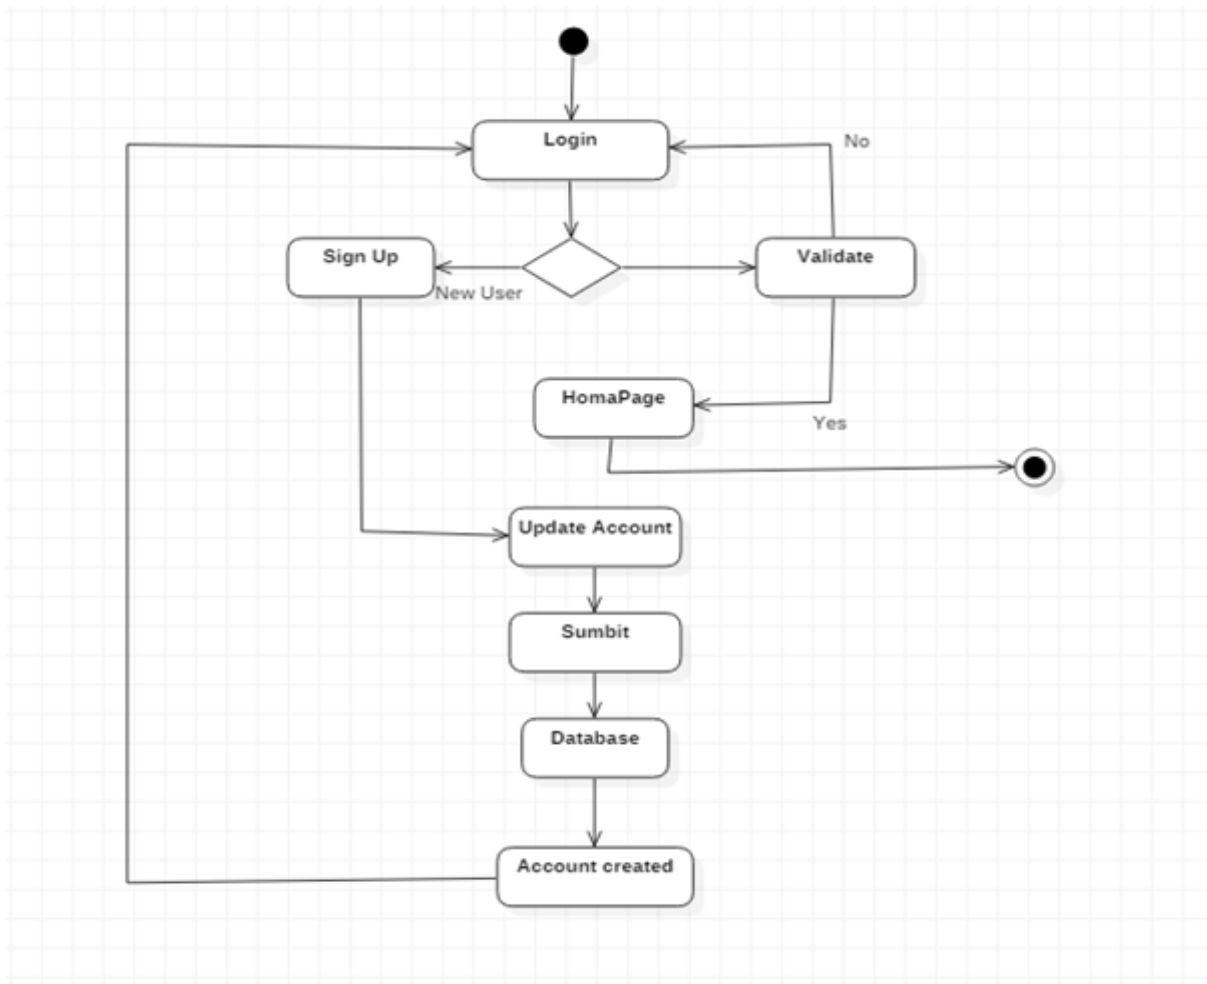 Login
No
Sign Up
Validate
New User
HomaPage
Yes
Update Account
Sumbit
Database
Account created